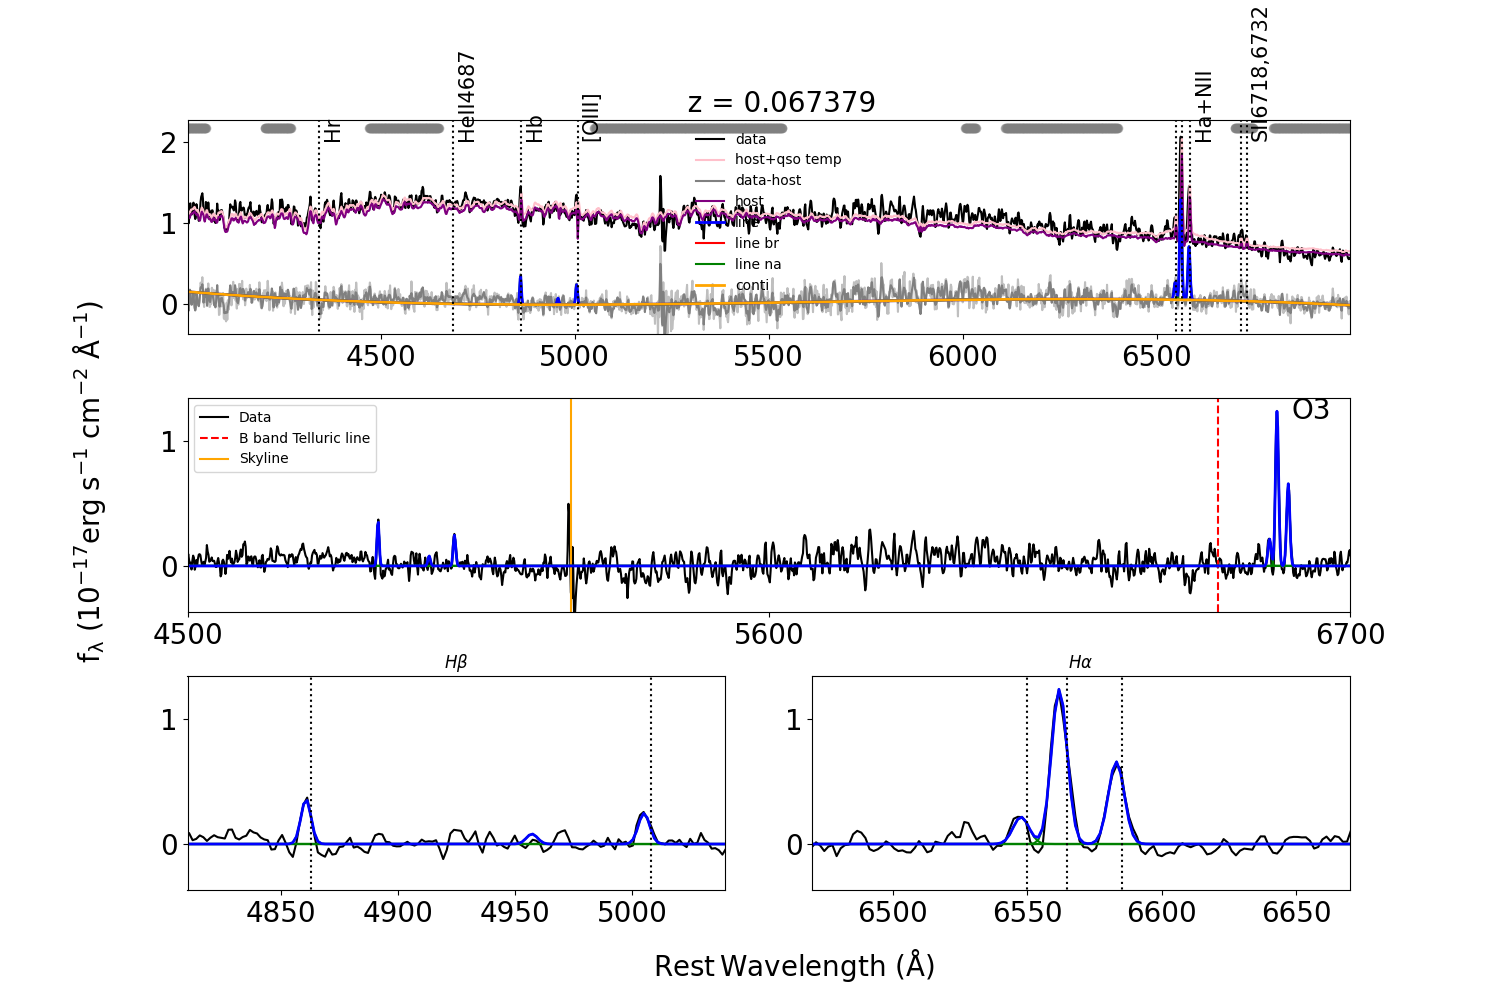 z = 0.067379
Hr
HeII4687
Hb
[OIII]
Ha+NII
SII6718,6732
data
host+qso temp
data-host
host
line
line br
line na
conti
2
1
0
4500 5000 5500 6000 6500
Data
B band Telluric line
Skyline
O3
1
0
4500 5600 6700
fλ (10⁻¹⁷erg s⁻¹ cm⁻² Å⁻¹)
Hβ
1
0
4850 4900 4950 5000
Hα
1
0
6500 6550 6600 6650
Rest Wavelength (Å)